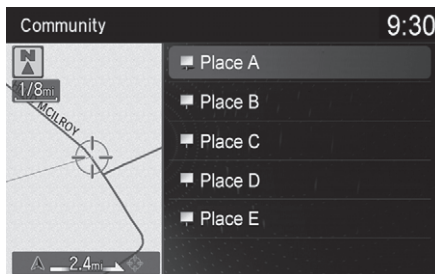 Community
9:30
N
1/8mi
MCILROY
2.4mi
Place A
Place B
Place C
Place D
Place E